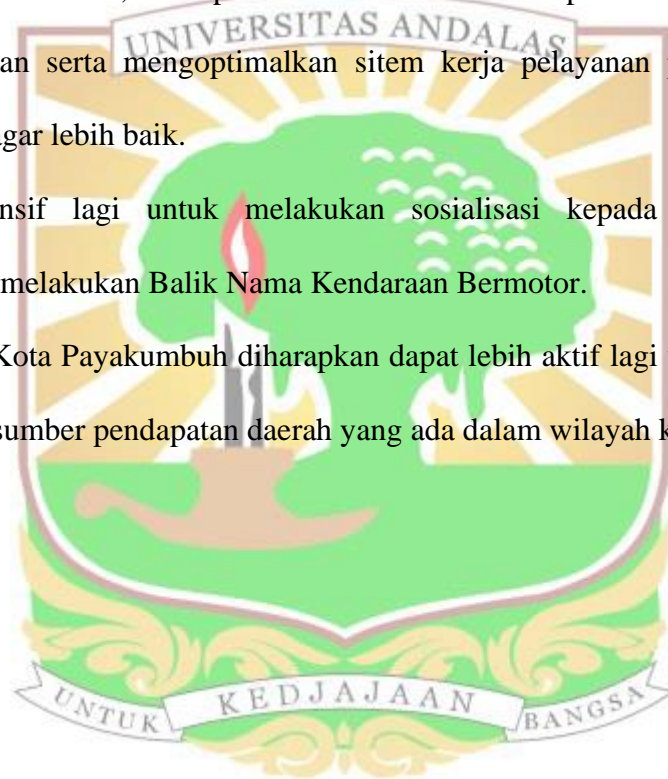 UNIVERSITAS ANDALAS
an serta mengoptimalkan sitem kerja pelayanan
gar lebih baik.
nsif lagi untuk melakukan sosialisasi kepada
melakukan Balik Nama Kendaraan Bermotor.
Kota Payakumbuh diharapkan dapat lebih aktif lagi
sumber pendapatan daerah yang ada dalam wilayah k
UNTUK KEDJAJAAN BANGSA